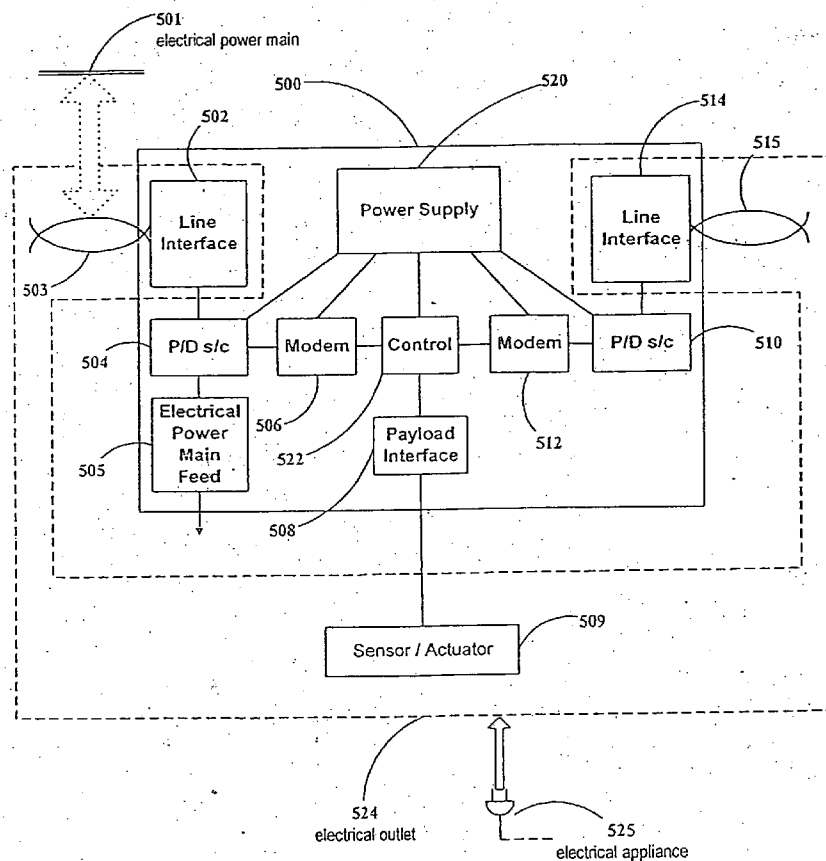 501
electrical power main
500
520
514
502
515
Line
Interface
Power Supply
Line
Interface
503
504
P/D s/c
Modem
Control
Modem
P/D s/c
510
Electrical
Power
Main
Feed
505
506
522
Payload
Interface
512
508
Sensor / Actuator
509
524
electrical outlet
525
electrical appliance